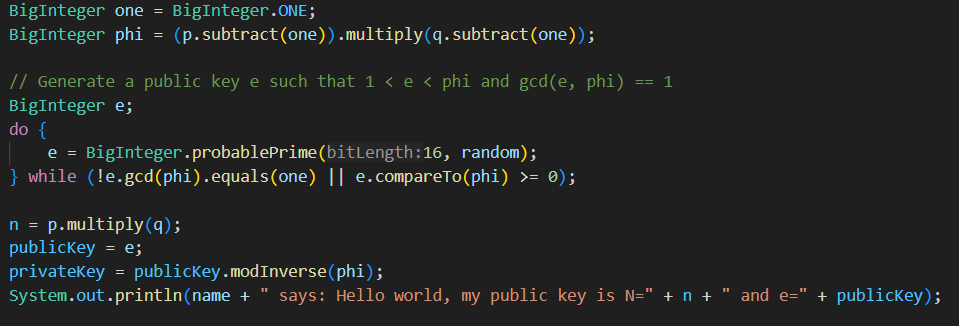 BigInteger one = BigInteger.ONE;
BigInteger phi = (p.subtract(one)).multiply(q.subtract(one));
// Generate a public key e such that 1 < e < phi and gcd(e, phi) == 1
BigInteger e;
do {
    e = BigInteger.probablePrime(bitLength:16, random);
} while (!e.gcd(phi).equals(one) || e.compareTo(phi) >= 0);
n = p.multiply(q);
publicKey = e;
privateKey = publicKey.modInverse(phi);
System.out.println(name + " says: Hello world, my public key is N=" + n + " and e=" + publicKey);